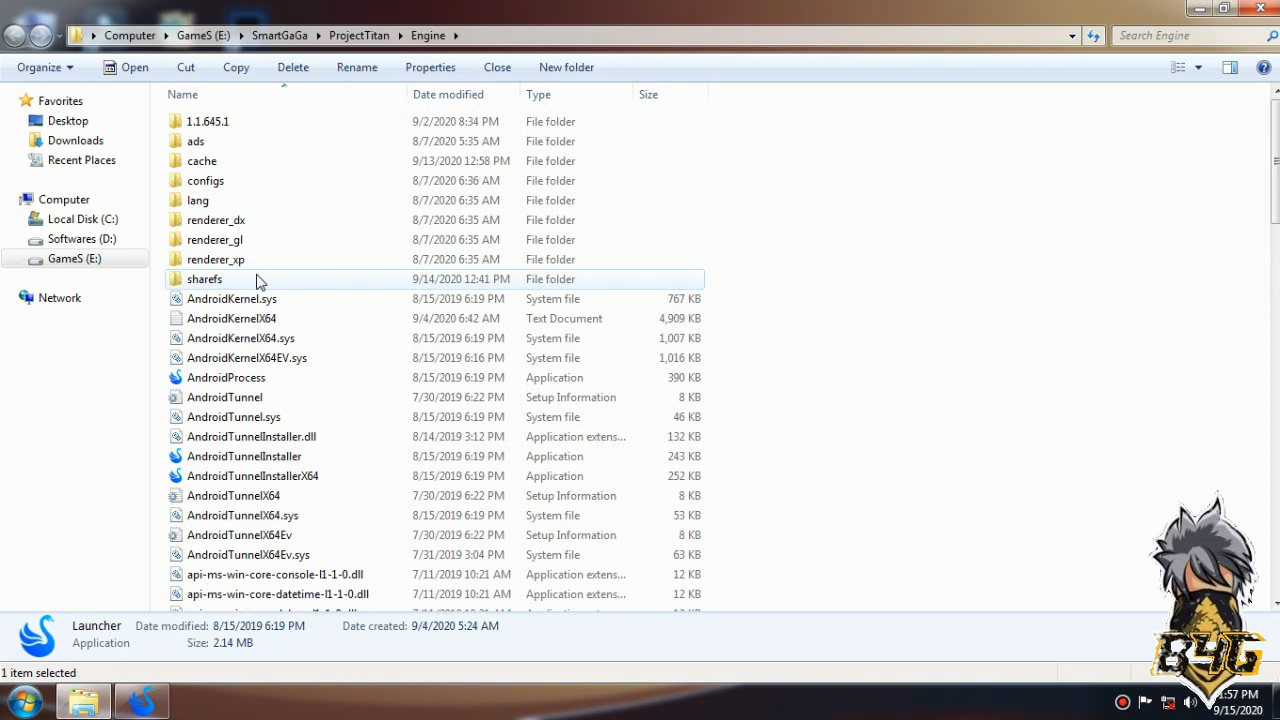 Computer GameS (E:) SmartGaGa ProjectTitan Engine Search Engine
Organize Open Cut Copy Delete Rename Properties Close New folder
Name Date modified Type Size
Favorites
Desktop
Downloads
Recent Places
Computer
Local Disk (C:)
Softwares (D:)
GameS (E:)
Network
1.1.645.1 9/2/2020 8:34 PM File folder
ads 8/7/2020 5:35 AM File folder
cache 9/13/2020 12:58 PM File folder
configs 8/7/2020 6:36 AM File folder
lang 8/7/2020 6:35 AM File folder
renderer_dx 8/7/2020 6:35 AM File folder
renderer_gl 8/7/2020 6:35 AM File folder
renderer_xp 8/7/2020 6:35 AM File folder
sharefs 9/14/2020 12:41 PM File folder
AndroidKernel.sys 8/15/2019 6:19 PM System file 767 KB
AndroidKernelX64 9/4/2020 6:42 AM Text Document 4,909 KB
AndroidKernelX64.sys 8/15/2019 6:19 PM System file 1,007 KB
AndroidKernelX64EV.sys 8/15/2019 6:16 PM System file 1,016 KB
AndroidProcess 8/15/2019 6:19 PM Application 390 KB
AndroidTunnel 7/30/2019 6:22 PM Setup Information 8 KB
AndroidTunnel.sys 8/15/2019 6:19 PM System file 46 KB
AndroidTunnelInstaller.dll 8/14/2019 3:12 PM Application extens... 132 KB
AndroidTunnelInstaller 8/15/2019 6:19 PM Application 243 KB
AndroidTunnelInstallerX64 8/15/2019 6:19 PM Application 252 KB
AndroidTunnelX64 7/30/2019 6:22 PM Setup Information 8 KB
AndroidTunnelX64.sys 8/15/2019 6:19 PM System file 53 KB
AndroidTunnelX64Ev 7/30/2019 6:22 PM Setup Information 8 KB
AndroidTunnelX64Ev.sys 7/31/2019 3:04 PM System file 63 KB
api-ms-win-core-console-l1-1-0.dll 7/11/2019 10:21 AM Application extens... 12 KB
api-ms-win-core-datetime-l1-1-0.dll 7/11/2019 10:21 AM Application extens... 12 KB
Launcher Date modified: 8/15/2019 6:19 PM Date created: 9/4/2020 5:24 AM
Application Size: 2.14 MB
1 item selected
B4G
:57 PM
9/15/2020